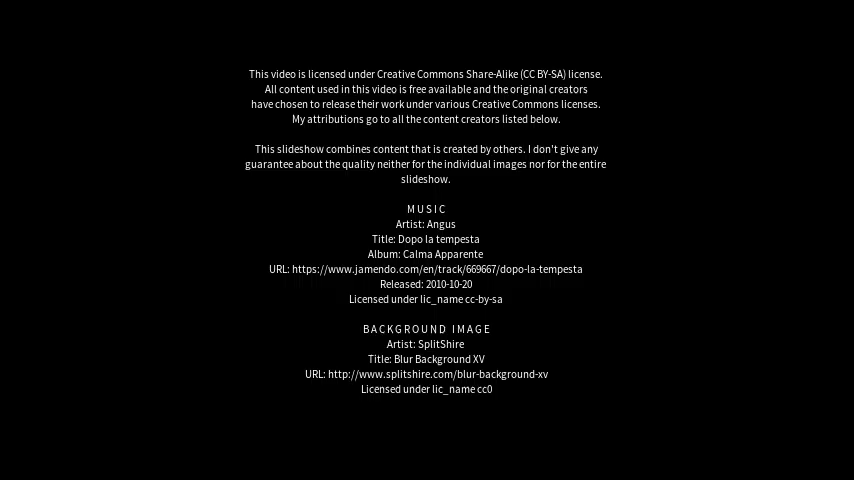 This video is licensed under Creative Commons Share-Alike (CC BY-SA) license.
All content used in this video is free available and the original creators
have chosen to release their work under various Creative Commons licenses.
My attributions go to all the content creators listed below.
This slideshow combines content that is created by others. I don't give any
guarantee about the quality neither for the individual images nor for the entire
slideshow.
MUSIC
Artist: Angus
Title: Dopo la tempesta
Album: Calma Apparente
URL: https://www.jamendo.com/en/track/669667/dopo-la-tempesta
Released: 2010-10-20
Licensed under lic_name cc-by-sa
BACKGROUND IMAGE
Artist: SplitShire
Title: Blur Background XV
URL: http://www.splitshire.com/blur-background-xv
Licensed under lic_name cc0